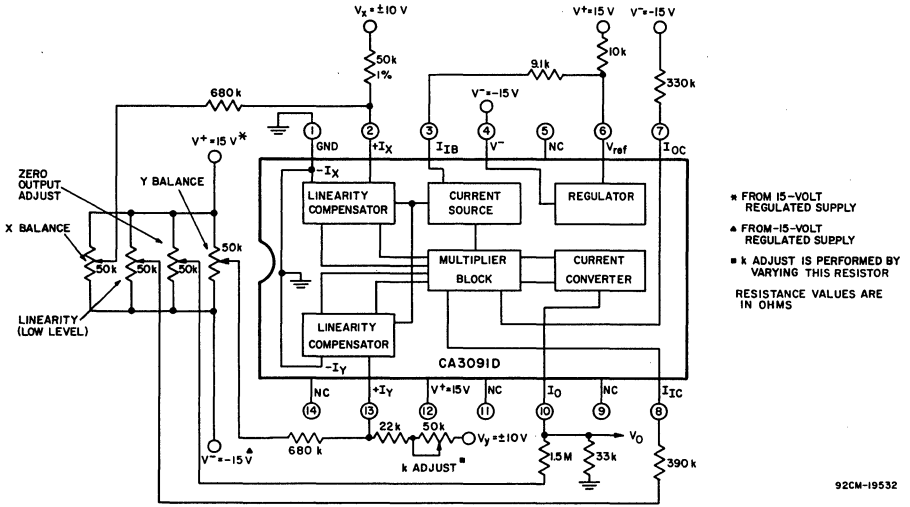 Vx = ±10 V
V+ = 15 V
V- = -15 V
50k
1%
10k
9.1k
680k
V- = -15 V
330k
1
2
3
4
5
6
7
GND
+IX
IIB
V-
NC
Vref
IOC
V+ = 15 V*
-IX
ZERO
OUTPUT
ADJUST
Y BALANCE
X BALANCE
LINEARITY
COMPENSATOR
CURRENT
SOURCE
REGULATOR
* FROM 15-VOLT
REGULATED SUPPLY
▲ FROM-15-VOLT
REGULATED SUPPLY
■ k ADJUST IS PERFORMED BY
VARYING THIS RESISTOR
RESISTANCE VALUES ARE
IN OHMS
50k
50k
50k
50k
MULTIPLIER
BLOCK
CURRENT
CONVERTER
LINEARITY
(LOW LEVEL)
LINEARITY
COMPENSATOR
CA3091D
-IY
NC
+IY
V+ = 15V
NC
IO
NC
IIC
14
13
12
11
10
9
8
V- = -15V▲
680 k
22k
50k
Vy = ±10V
k ADJUST■
1.5M
33k
VO
390k
92CM-19532